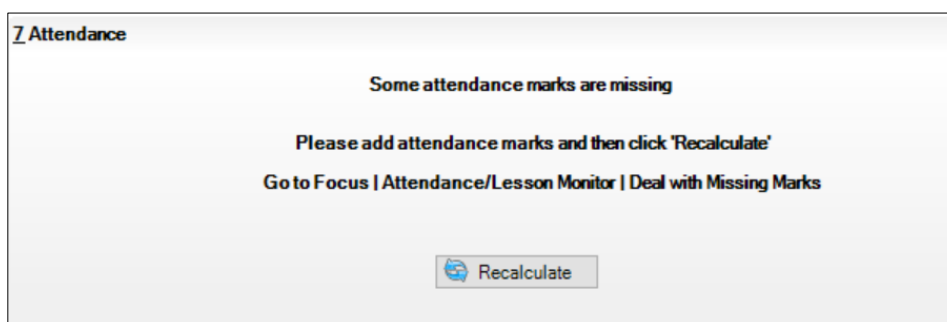 7 Attendance
Some attendance marks are missing
Please add attendance marks and then click 'Recalculate'
Go to Focus | Attendance/Lesson Monitor | Deal with Missing Marks
Recalculate